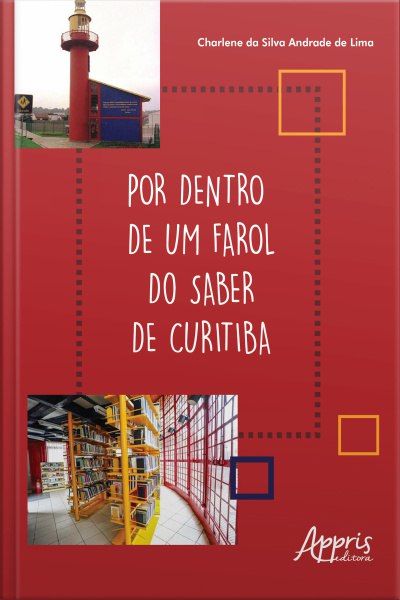 Charlene da Silva Andrade de Lima
POR DENTRO
DE UM FAROL
DO SABER
DE CURITIBA
Appris
editora